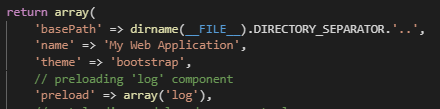 return array(
'basePath' => dirname(__FILE__).DIRECTORY_SEPARATOR.'..',
'name' => 'My Web Application',
'theme' => 'bootstrap',
// preloading 'log' component
'preload' => array('log'),